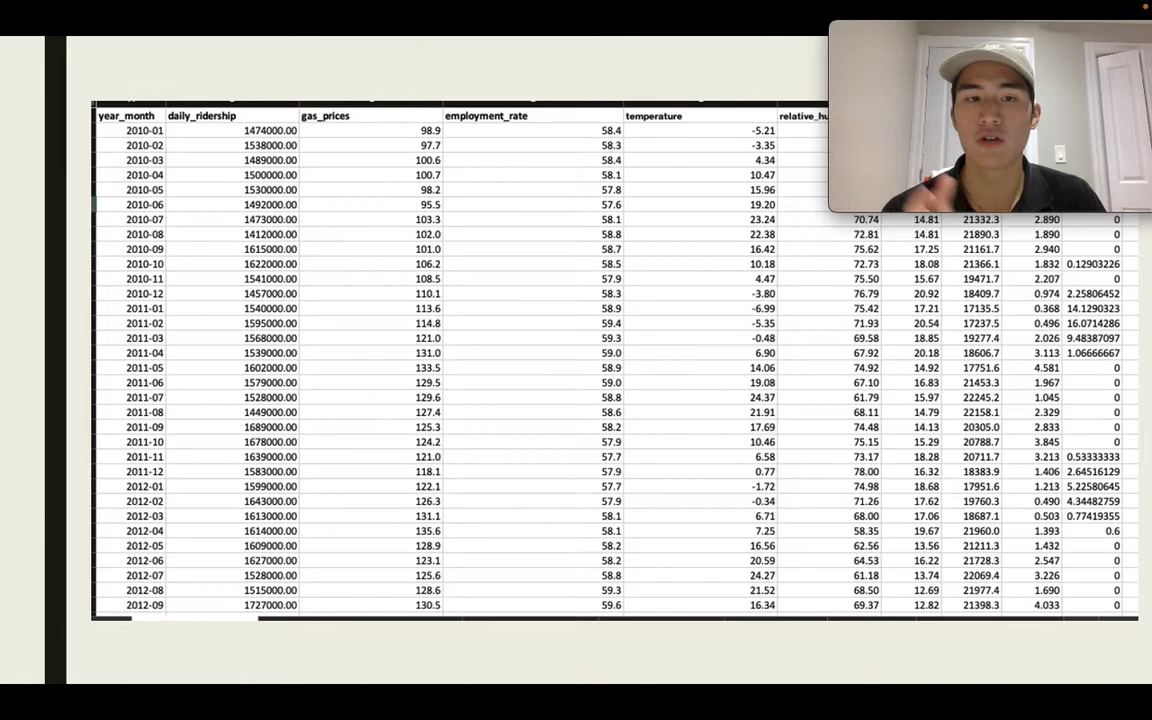 year_month daily_ridership gas_prices employment_rate temperature relative_hu
2010-01 1474000.00 98.9 58.4 -5.21
2010-02 1538000.00 97.7 58.3 -3.35
2010-03 1489000.00 100.6 58.4 4.34
2010-04 1500000.00 100.7 58.1 10.47
2010-05 1530000.00 98.2 57.8 15.96
2010-06 1492000.00 95.5 57.6 19.20
2010-07 1473000.00 103.3 58.1 23.24 70.74 14.81 21332.3 2.890 0
2010-08 1412000.00 102.0 58.8 22.38 72.81 14.81 21890.3 1.890 0
2010-09 1615000.00 101.0 58.7 16.42 75.62 17.25 21161.7 2.940 0
2010-10 1622000.00 106.2 58.5 10.18 72.73 18.08 21366.1 1.832 0.12903226
2010-11 1541000.00 108.5 57.9 4.47 75.50 15.67 19471.7 2.207 0
2010-12 1457000.00 110.1 58.3 -3.80 76.79 20.92 18409.7 0.974 2.25806452
2011-01 1540000.00 113.6 58.9 -6.99 75.42 17.21 17135.5 0.368 14.1290323
2011-02 1595000.00 114.8 59.4 -5.35 71.93 20.54 17237.5 0.496 16.0714286
2011-03 1568000.00 121.0 59.3 -0.48 69.58 18.85 19277.4 2.026 9.48387097
2011-04 1539000.00 131.0 59.0 6.90 67.92 20.18 18606.7 3.113 1.06666667
2011-05 1602000.00 133.5 58.9 14.06 74.92 14.92 17751.6 4.581 0
2011-06 1579000.00 129.5 59.0 19.08 67.10 16.83 21453.3 1.967 0
2011-07 1528000.00 129.6 58.8 24.37 61.79 15.97 22245.2 1.045 0
2011-08 1449000.00 127.4 58.6 21.91 68.11 14.79 22158.1 2.329 0
2011-09 1689000.00 125.3 58.2 17.69 74.48 14.13 20305.0 2.833 0
2011-10 1678000.00 124.2 57.9 10.46 75.15 15.29 20788.7 3.845 0
2011-11 1639000.00 121.0 57.7 6.58 73.17 18.28 20711.7 3.213 0.53333333
2011-12 1583000.00 118.1 57.9 0.77 78.00 16.32 18383.9 1.406 2.64516129
2012-01 1599000.00 122.1 57.7 -1.72 74.98 18.68 17951.6 1.213 5.22580645
2012-02 1643000.00 126.3 57.9 -0.34 71.26 17.62 19760.3 0.490 4.34482759
2012-03 1613000.00 131.1 58.1 6.71 68.00 17.06 18687.1 0.503 0.77419355
2012-04 1614000.00 135.6 58.1 7.25 58.35 19.67 21960.0 1.393 0.6
2012-05 1609000.00 128.9 58.2 16.56 62.56 13.56 21211.3 1.432 0
2012-06 1627000.00 123.1 58.2 20.59 64.53 16.22 21728.3 2.547 0
2012-07 1528000.00 125.6 58.8 24.27 61.18 13.74 22069.4 3.226 0
2012-08 1515000.00 128.6 59.3 21.52 68.50 12.69 21977.4 1.690 0
2012-09 1727000.00 130.5 59.6 16.34 69.37 12.82 21398.3 4.033 0